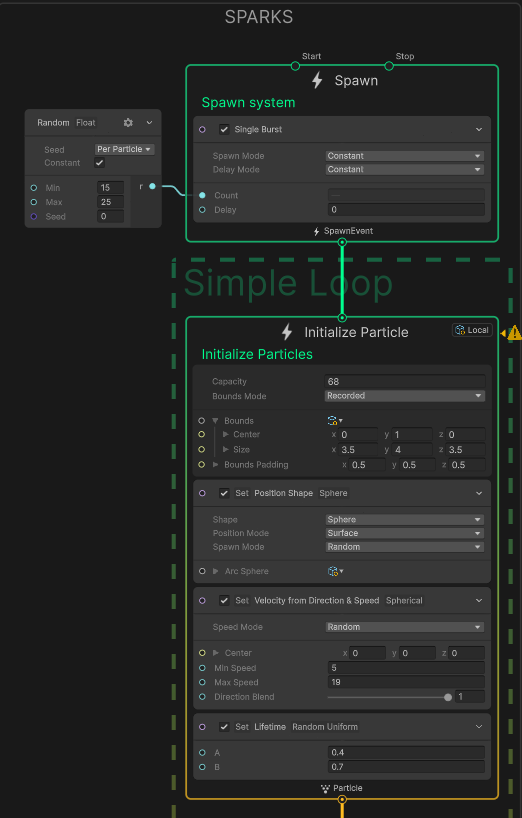 SPARKS
Start Stop
Spawn
Spawn system
Single Burst
Spawn Mode Constant
Delay Mode Constant
Count
Delay 0
SpawnEvent
Random Float
Seed Per Particle
Constant
Min 15
Max 25
Seed 0
r
Simple Loop
Initialize Particle Local
Initialize Particles
Capacity 68
Bounds Mode Recorded
Bounds
Center x 0 y 1 z 0
Size x 3.5 y 4 z 3.5
Bounds Padding x 0.5 y 0.5 z 0.5
Set Position Shape Sphere
Shape Sphere
Position Mode Surface
Spawn Mode Random
Arc Sphere
Set Velocity from Direction & Speed Spherical
Speed Mode Random
Center x 0 y 0 z 0
Min Speed 5
Max Speed 19
Direction Blend 1
Set Lifetime Random Uniform
A 0.4
B 0.7
Particle